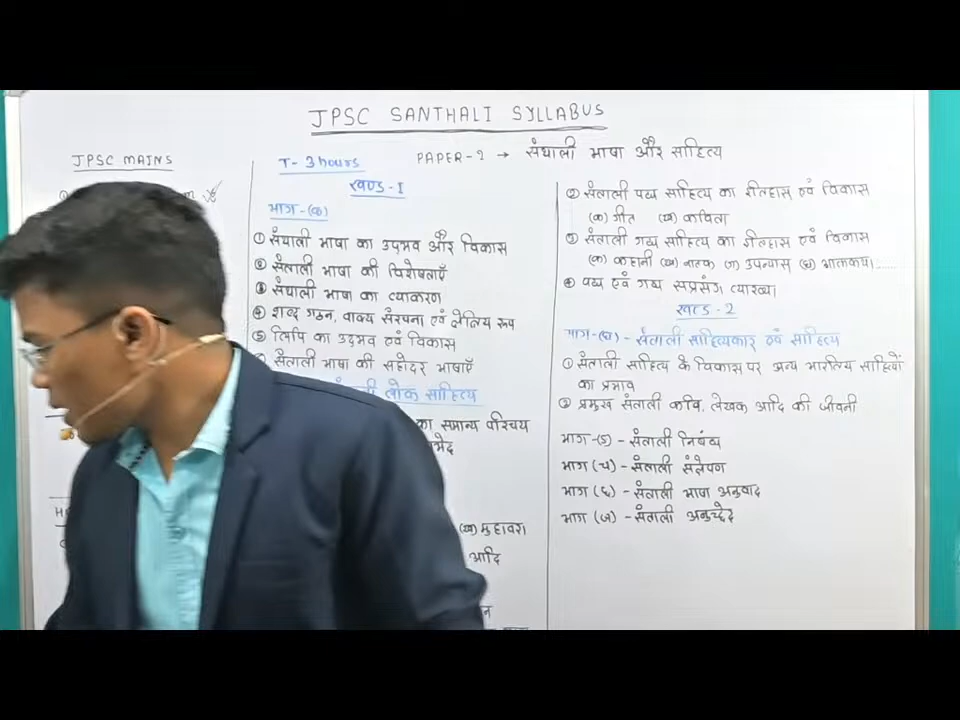 JPSC SANTHALI SYLLABUS
JPSC MAINS
T- 3 hours
PAPER-2 → संथाली भाषा और साहित्य
खण्ड-I
भाग-(क)
① संथाली भाषा का उद्भव और विकास
② संताली भाषा की विशेषताएँ
③ संथाली भाषा का व्याकरण
④ शब्द गठन, वाक्य संरचना एवं
⑤ लिपि का उद्भव एवं विकास
संताली भाषा की सहोदर भाषाएँ
लोक साहित्य
का सामान्य परिचय
(ख) मुहावरा
आदि
② संताली पद्य साहित्य का इतिहास एवं विकास
(क) गीत (ख) कविता
③ संताली गद्य साहित्य का इतिहास एवं विकास
(क) कहानी (ख) नाटक (ग) उपन्यास (घ)
④ पद्य एवं गद्य सप्रसंग व्याख्या
खण्ड-2
संताली साहित्यकार एवं साहित्य
① संताली साहित्य के विकास पर अन्य भारतीय साहित्यों
का प्रभाव
② प्रमुख संताली कवि, लेखक आदि की जीवनी
भाग-(ङ) - संताली निबंध
भाग (च) - संताली संक्षेपण
भाग (छ) - संताली भाषा अनुवाद
भाग (ज) - संताली अनुच्छेद